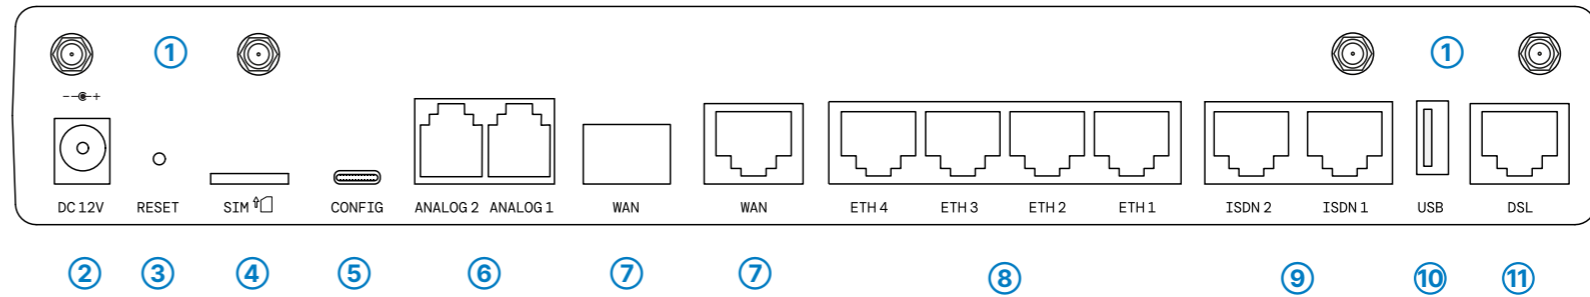 ① ①
DC 12V RESET SIM CONFIG ANALOG 2 ANALOG 1 WAN WAN ETH 4 ETH 3 ETH 2 ETH 1 ISDN 2 ISDN 1 USB DSL
② ③ ④ ⑤ ⑥ ⑦ ⑦ ⑧ ⑨ ⑩ ⑪